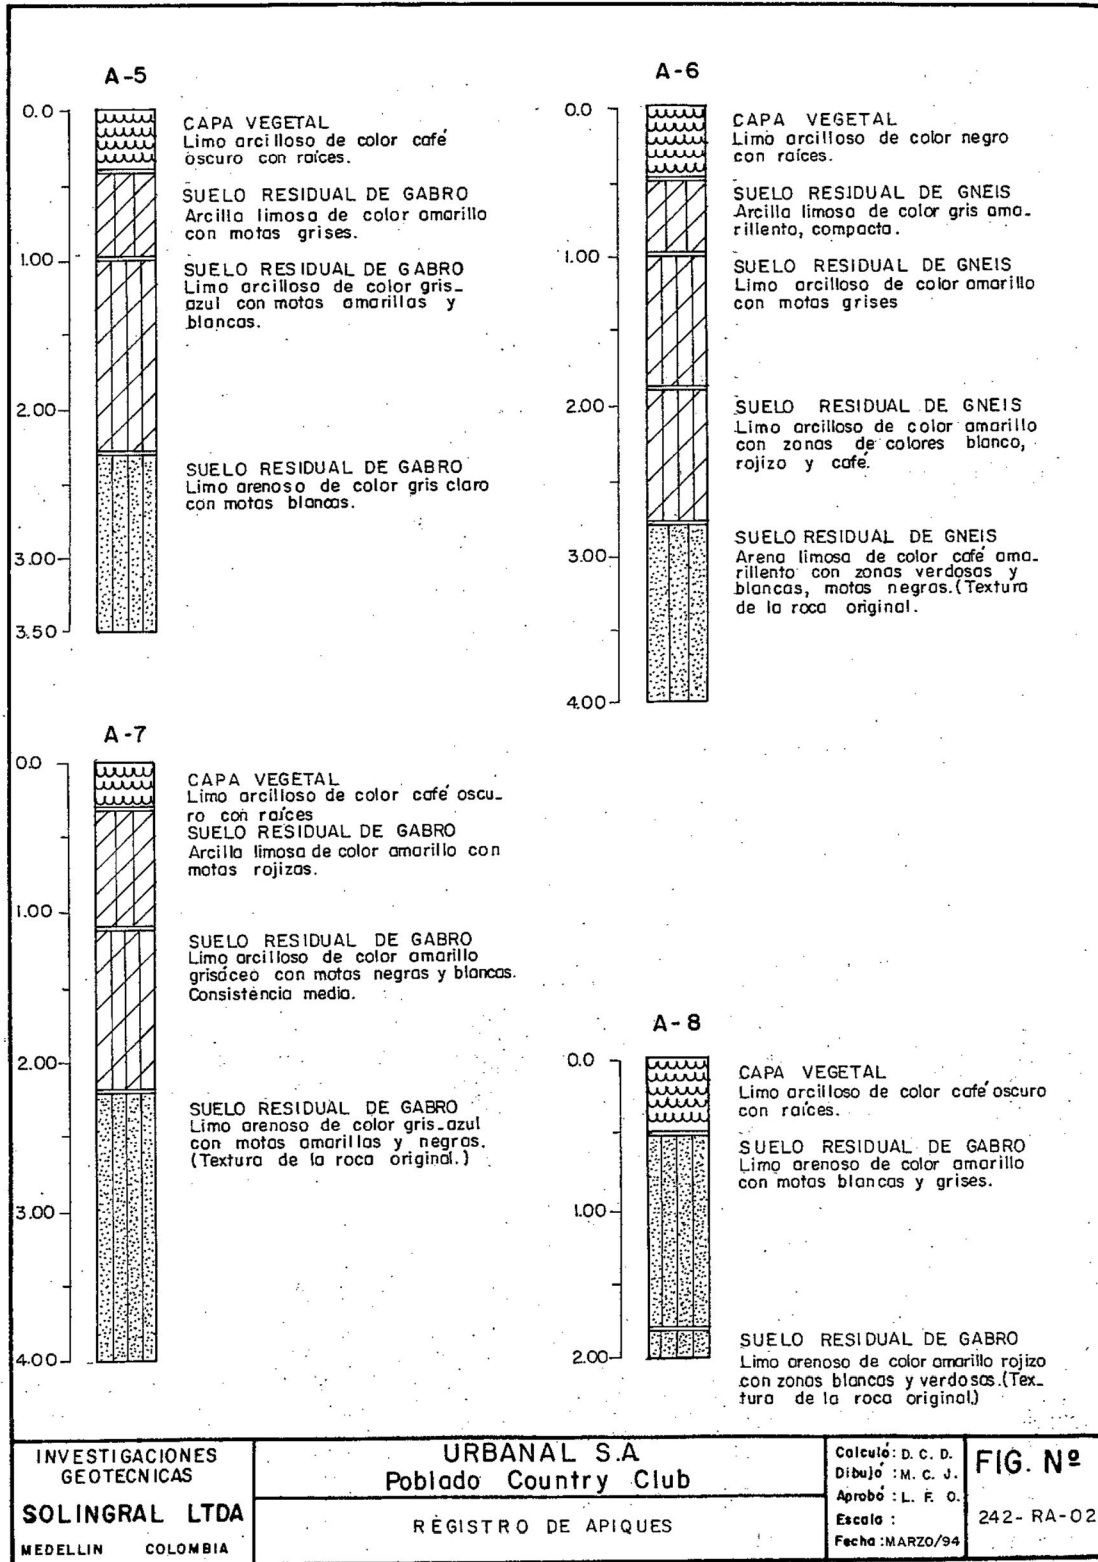 A-5
0.0
1.00
2.00
3.00
3.50
CAPA VEGETAL
Limo arcilloso de color café
oscuro con raíces.
SUELO RESIDUAL DE GABRO
Arcilla limosa de color amarillo
con motas grises.
SUELO RESIDUAL DE GABRO
Limo arcilloso de color gris_
azul con motas amarillas y
blancas.
SUELO RESIDUAL DE GABRO
Limo arenoso de color gris claro
con motas blancas.
A-6
0.0
1.00
2.00
3.00
4.00
CAPA VEGETAL
Limo arcilloso de color negro
con raíces.
SUELO RESIDUAL DE GNEIS
Arcilla limosa de color gris ama_
rillento, compacta.
SUELO RESIDUAL DE GNEIS
Limo arcilloso de color amarillo
con motas grises
SUELO RESIDUAL DE GNEIS
Limo arcilloso de color amarillo
con zonas de colores blanco,
rojizo y café.
SUELO RESIDUAL DE GNEIS
Arena limosa de color café ama_
rillento con zonas verdosas y
blancas, motas negras.(Textura
de la roca original.
A-7
0.0
1.00
2.00
3.00
4.00
CAPA VEGETAL
Limo arcilloso de color café oscu_
ro con raíces
SUELO RESIDUAL DE GABRO
Arcilla limosa de color amarillo con
motas rojizas.
SUELO RESIDUAL DE GABRO
Limo arcilloso de color amarillo
grisáceo con motas negras y blancas.
Consistencia media.
SUELO RESIDUAL DE GABRO
Limo arenoso de color gris_azul
con motas amarillas y negras.
(Textura de la roca original.)
A-8
0.0
1.00
2.00
CAPA VEGETAL
Limo arcilloso de color café oscuro
con raíces.
SUELO RESIDUAL DE GABRO
Limo arenoso de color amarillo
con motas blancas y grises.
SUELO RESIDUAL DE GABRO
Limo arenoso de color amarillo rojizo
con zonas blancas y verdosas.(Tex_
tura de la roca original.)
INVESTIGACIONES
GEOTECNICAS
SOLINGRAL LTDA
MEDELLIN COLOMBIA
URBANAL S.A
Poblado Country Club
REGISTRO DE APIQUES
Calculó: D. C. D.
Dibujó : M. C. J.
Aprobó : L. F. O.
Escala :
Fecha : MARZO/94
FIG. Nº
242-RA-02